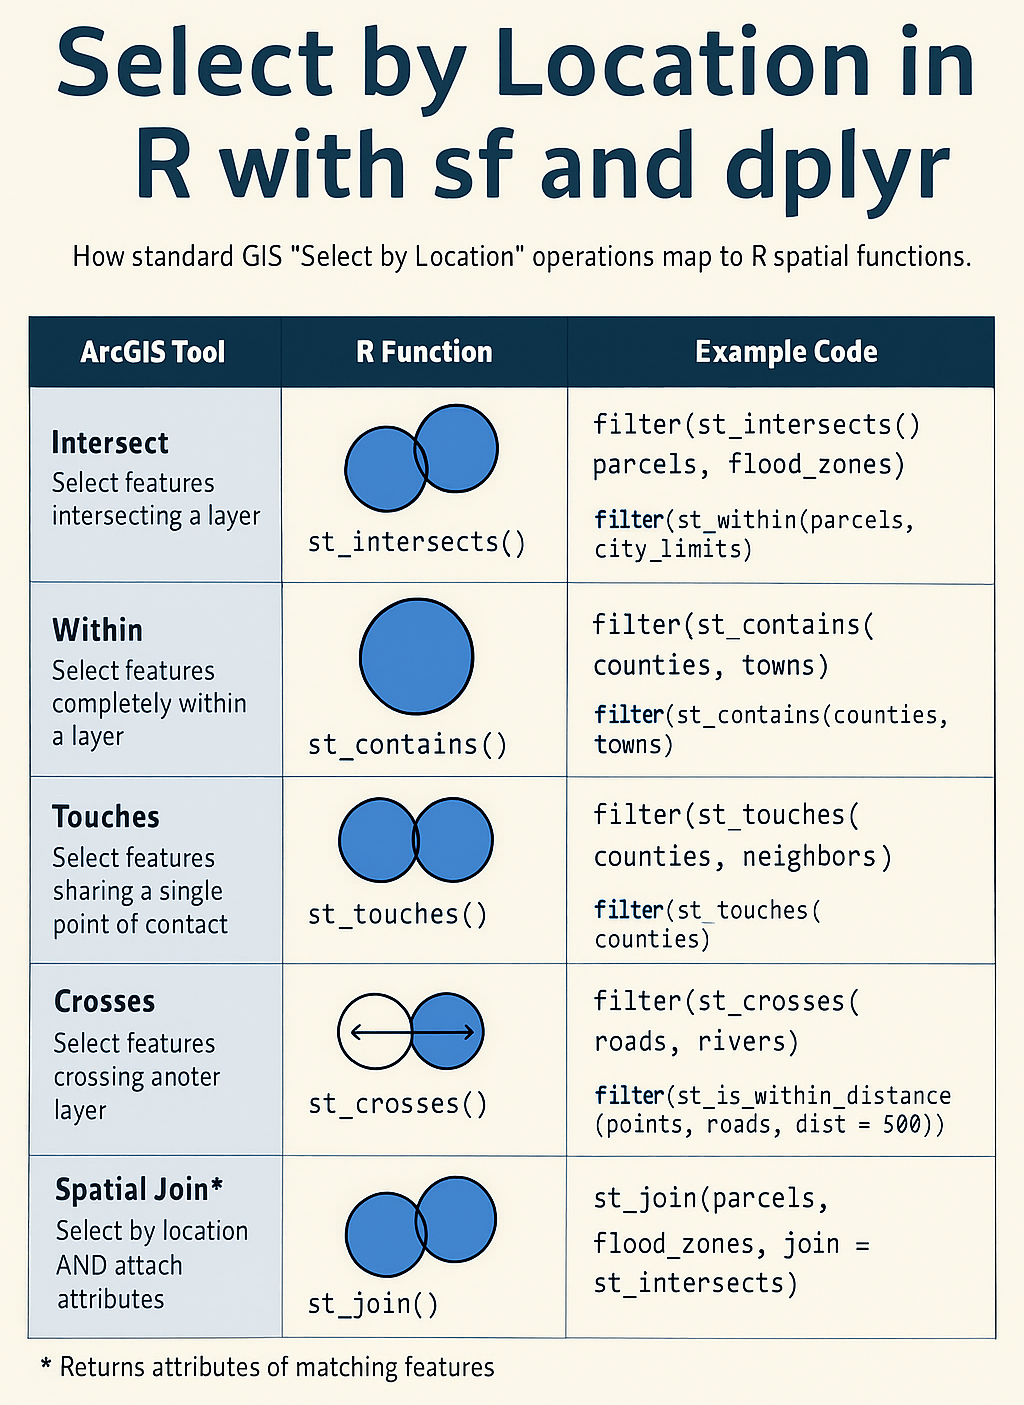 Select by Location in
R with sf and dplyr
How standard GIS "Select by Location" operations map to R spatial functions.
ArcGIS Tool
R Function
Example Code
Intersect
Select features
intersecting a layer
st_intersects()
filter(st_intersects()
parcels, flood_zones)
filter(st_within(parcels,
city_limits)
Within
Select features
completely within
a layer
st_contains()
filter(st_contains(
counties, towns)
filter(st_contains(counties,
towns)
Touches
Select features
sharing a single
point of contact
st_touches()
filter(st_touches(
counties, neighbors)
filter(st_touches(
counties)
Crosses
Select features
crossing anoter
layer
st_crosses()
filter(st_crosses(
roads, rivers)
filter(st_is_within_distance
(points, roads, dist = 500))
Spatial Join*
Select by location
AND attach
attributes
st_join()
st_join(parcels,
flood_zones, join =
st_intersects)
* Returns attributes of matching features